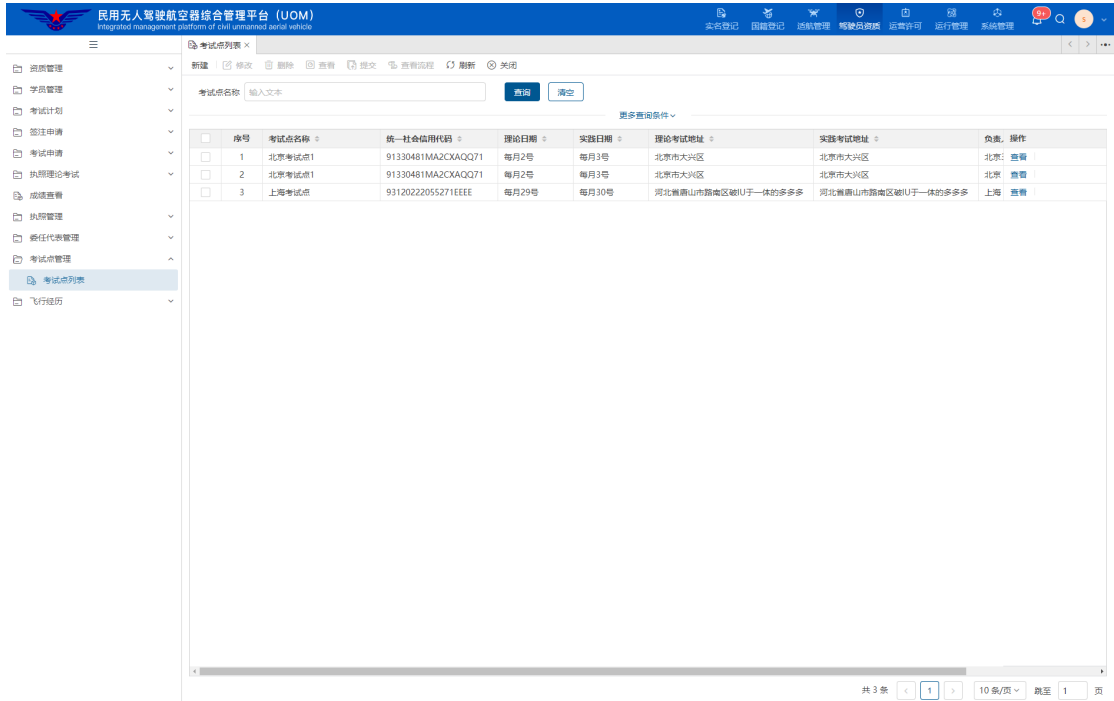 民用无人驾驶航空器综合管理平台（UOM）
Integrated management platform of civil unmanned aerial vehicle
实名登记 国籍登记 适航管理 驾驶员资质 运营许可 运行管理 系统管理 9+ s
考试点列表 ×
新建 修改 删除 查看 提交 查看流程 刷新 关闭
考试点名称 输入文本 查询 清空
更多查询条件
资质管理
学员管理
考试计划
签注申请
考试申请
执照理论考试
成绩查看
执照管理
委任代表管理
考试点管理
考试点列表
飞行经历
序号 考试点名称 统一社会信用代码 理论日期 实践日期 理论考试地址 实践考试地址 负责. 操作
1 北京考试点1 91330481MA2CXAQQ71 每月2号 每月3号 北京市大兴区 北京市大兴区 北京 查看
2 北京考试点1 91330481MA2CXAQQ71 每月2号 每月3号 北京市大兴区 北京市大兴区 北京 查看
3 上海考试点 93120222055271EEEE 每月29号 每月30号 河北省唐山市路南区破IU于一体的多多多 河北省唐山市路南区破IU于一体的多多多 上海 查看
共 3 条 < 1 > 10 条/页 跳至 1 页